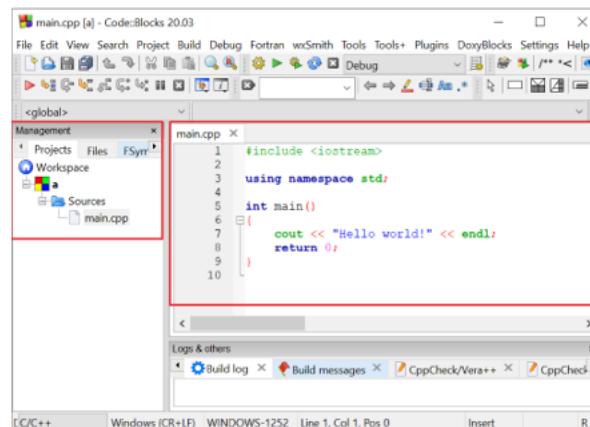 main.cpp [a] - Code::Blocks 20.03
File Edit View Search Project Build Debug Fortran wxSmith Tools Tools+ Plugins DoxyBlocks Settings Help
Debug
/** *<
<global>
Management
Projects Files FSym
Workspace
a
Sources
main.cpp
main.cpp
1 #include <iostream>
2
3 using namespace std;
4
5 int main()
6 {
7 cout << "Hello world!" << endl;
8 return 0;
9 }
10
Logs & others
Build log Build messages CppCheck/Vera++ CppCheck
C/C++ Windows (CR+LF) WINDOWS-1252 Line 1, Col 1, Pos 0 Insert R